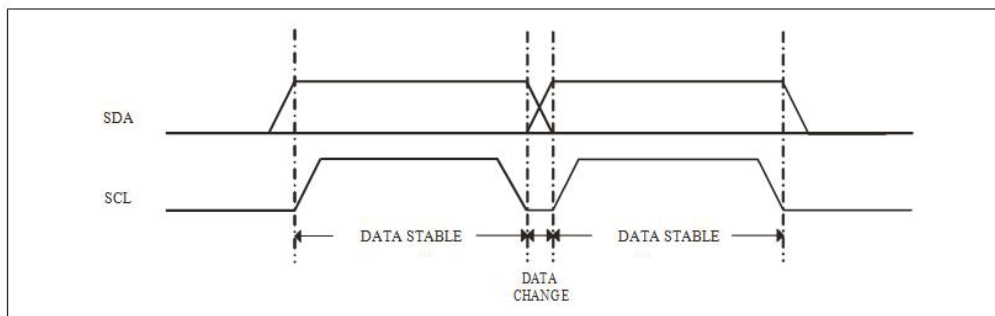 SDA
SCL
DATA STABLE
DATA STABLE
DATA
CHANGE